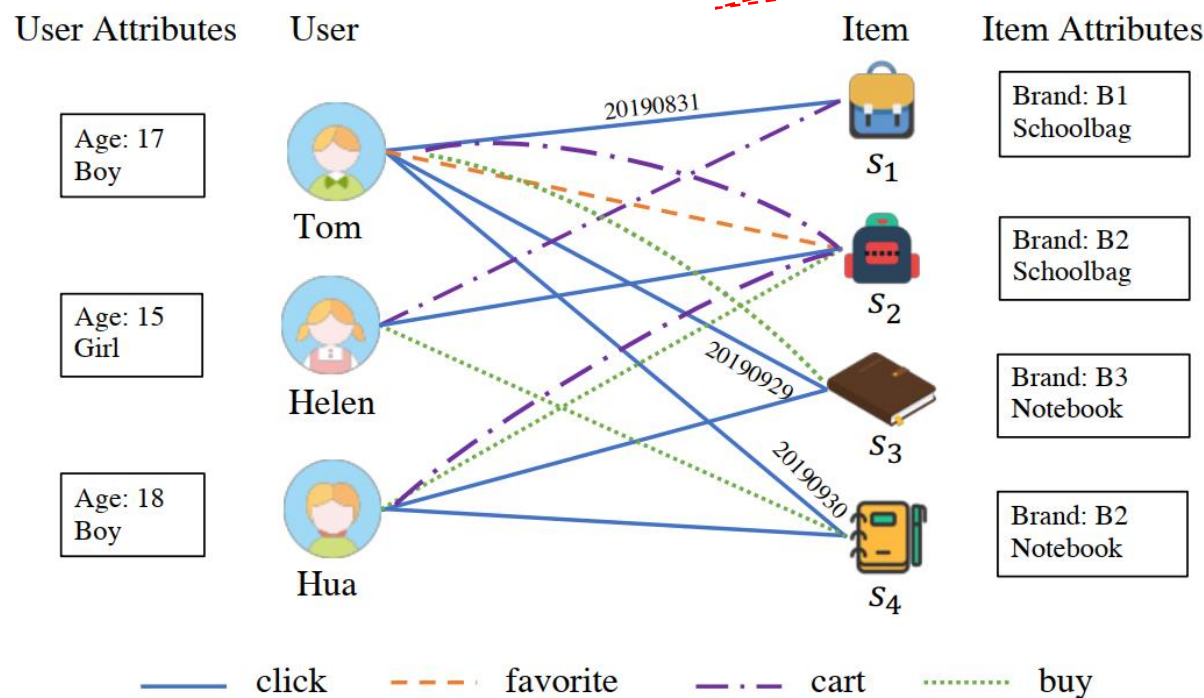 User Attributes User Item Item Attributes
20190831
Age: 17
Boy
Tom
s1
Brand: B1
Schoolbag
Age: 15
Girl
Helen
s2
Brand: B2
Schoolbag
20190929
s3
Brand: B3
Notebook
20190930
Age: 18
Boy
Hua
s4
Brand: B2
Notebook
click favorite cart buy